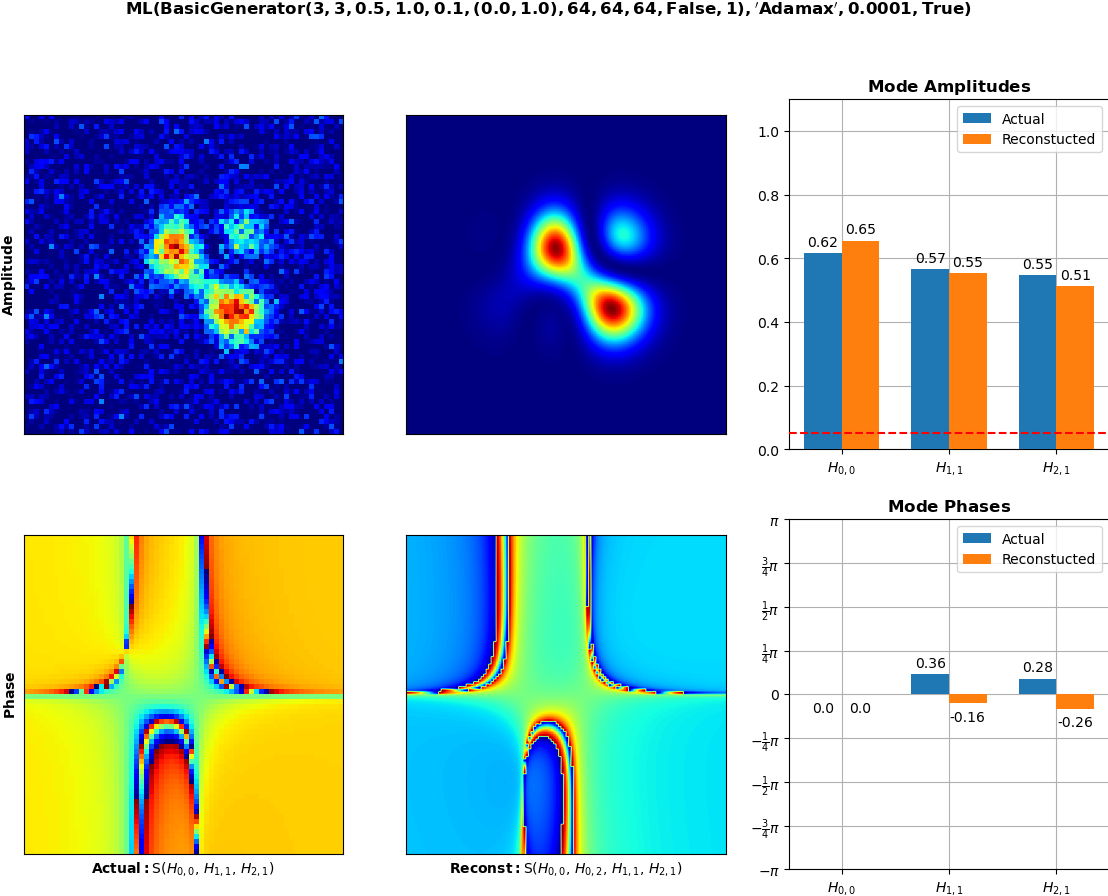 ML(BasicGenerator(3, 3, 0.5, 1.0, 0.1, (0.0, 1.0), 64, 64, 64, False, 1), ′Adamax′, 0.0001, True)
Amplitude
Mode Amplitudes
Actual
Reconstucted
1.0
0.8
0.6
0.4
0.2
0.0
0.62
0.65
0.57
0.55
0.55
0.51
H0,0
H1,1
H2,1
Phase
Actual: S(H0,0, H1,1, H2,1)
Reconst: S(H0,0, H0,2, H1,1, H2,1)
Mode Phases
Actual
Reconstucted
π
3/4π
1/2π
1/4π
0
−1/4π
−1/2π
−3/4π
−π
0.0
0.0
0.36
-0.16
0.28
-0.26
H0,0
H1,1
H2,1